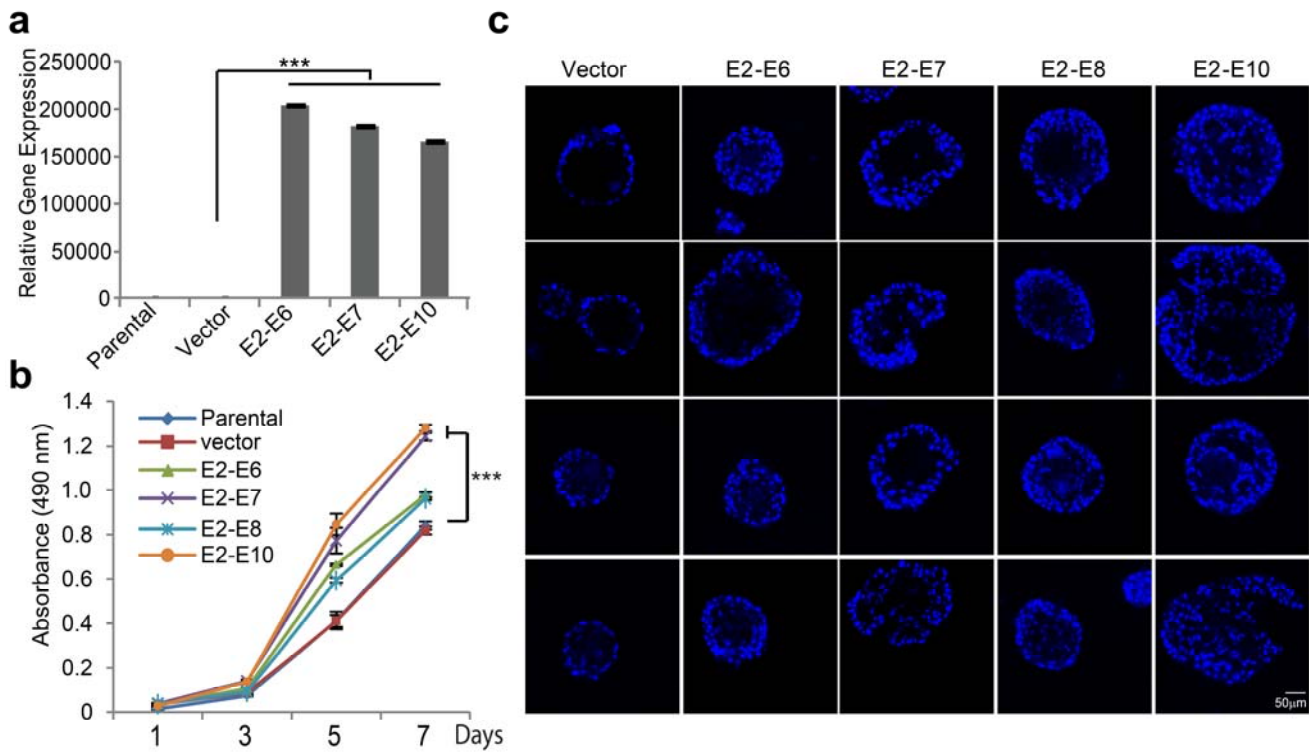 a
250000
200000
150000
100000
50000
0
Relative Gene Expression
***
Parental
Vector
E2-E6
E2-E7
E2-E10
b
1.4
1.2
1.0
0.8
0.6
0.4
0.2
0
Absorbance (490 nm)
Parental
vector
E2-E6
E2-E7
E2-E8
E2-E10
***
1 3 5 7 Days
c
Vector E2-E6 E2-E7 E2-E8 E2-E10
50μm